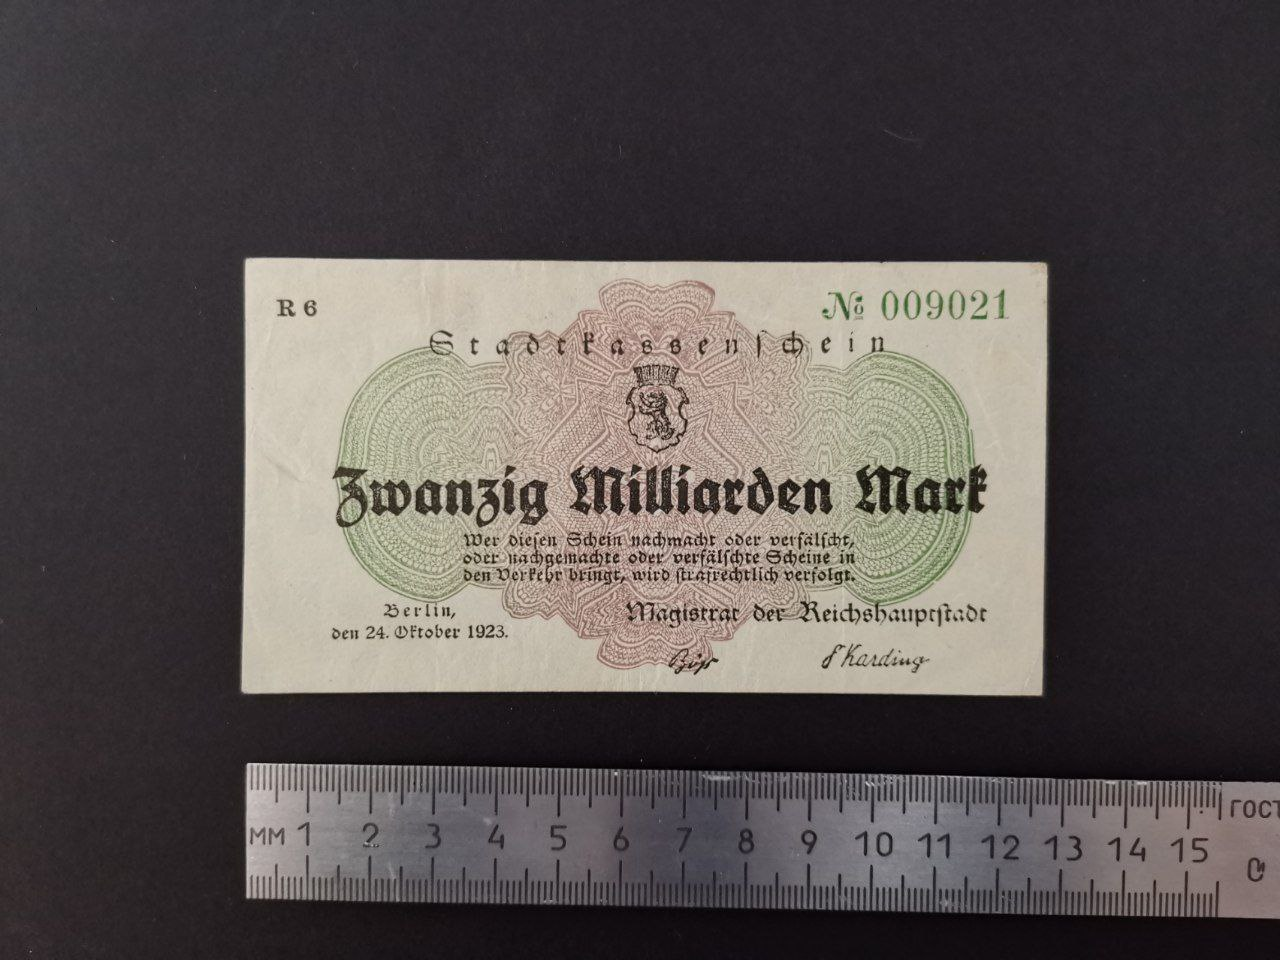 R 6
№ 009021
Stadtkassenschein
Zwanzig Milliarden Mark
Wer diesen Schein nachmacht oder verfälscht,
oder nachgemachte oder verfälschte Scheine in
den Verkehr bringt, wird strafrechtlich verfolgt.
Berlin,
den 24. Oktober 1923.
Magistrat der Reichshauptstadt
Böß
F Karding
мм 1 2 3 4 5 6 7 8 9 10 11 12 13 14 15
ГОСТ